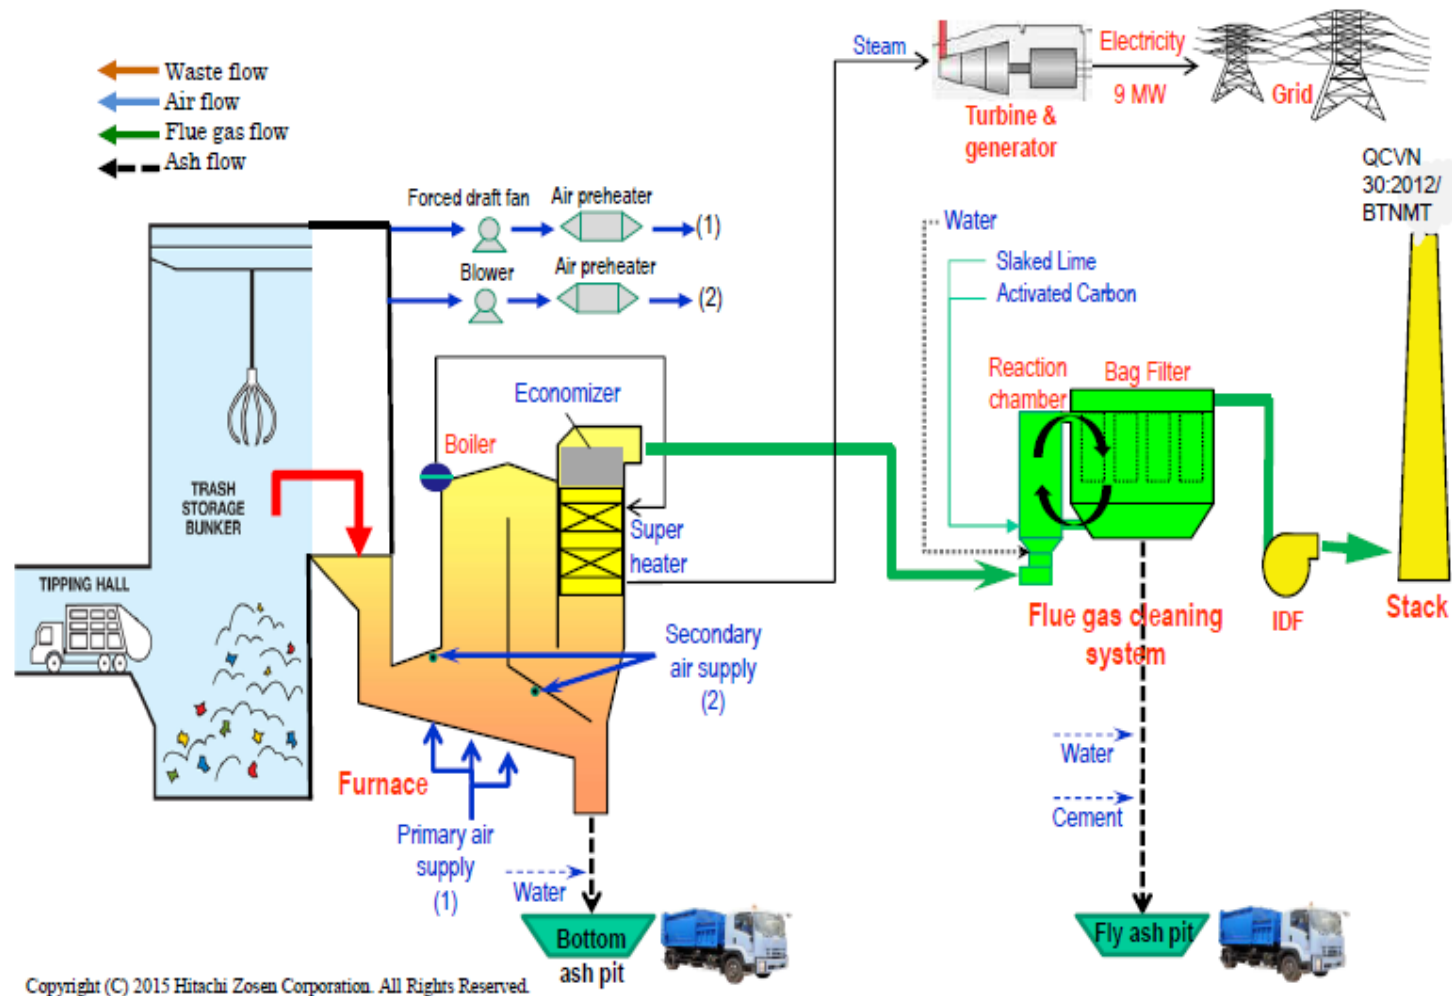 Waste flow
Air flow
Flue gas flow
Ash flow
Steam
Electricity
9 MW
Grid
Turbine &
generator
QCVN
30:2012/
BTNMT
Forced draft fan
Air preheater
(1)
Blower
Air preheater
(2)
Water
Slaked Lime
Activated Carbon
Reaction
chamber
Bag Filter
Economizer
Boiler
Super
heater
TRASH
STORAGE
BUNKER
TIPPING HALL
Secondary
air supply
(2)
Flue gas cleaning
system
IDF
Stack
Furnace
Primary air
supply
(1)
Water
Water
Cement
Bottom
ash pit
Fly ash pit
Copyright (C) 2015 Hitachi Zosen Corporation. All Rights Reserved.